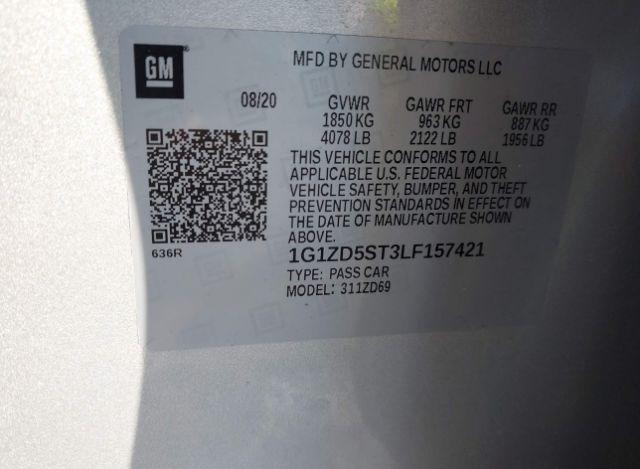 GM
MFD BY GENERAL MOTORS LLC
08/20 GVWR GAWR FRT GAWR RR
1850 KG 963 KG 887 KG
4078 LB 2122 LB 1956 LB
THIS VEHICLE CONFORMS TO ALL
APPLICABLE U.S. FEDERAL MOTOR
VEHICLE SAFETY, BUMPER, AND THEFT
PREVENTION STANDARDS IN EFFECT ON
THE DATE OF MANUFACTURE SHOWN
ABOVE.
636R
1G1ZD5ST3LF157421
TYPE: PASS CAR
MODEL: 311ZD69